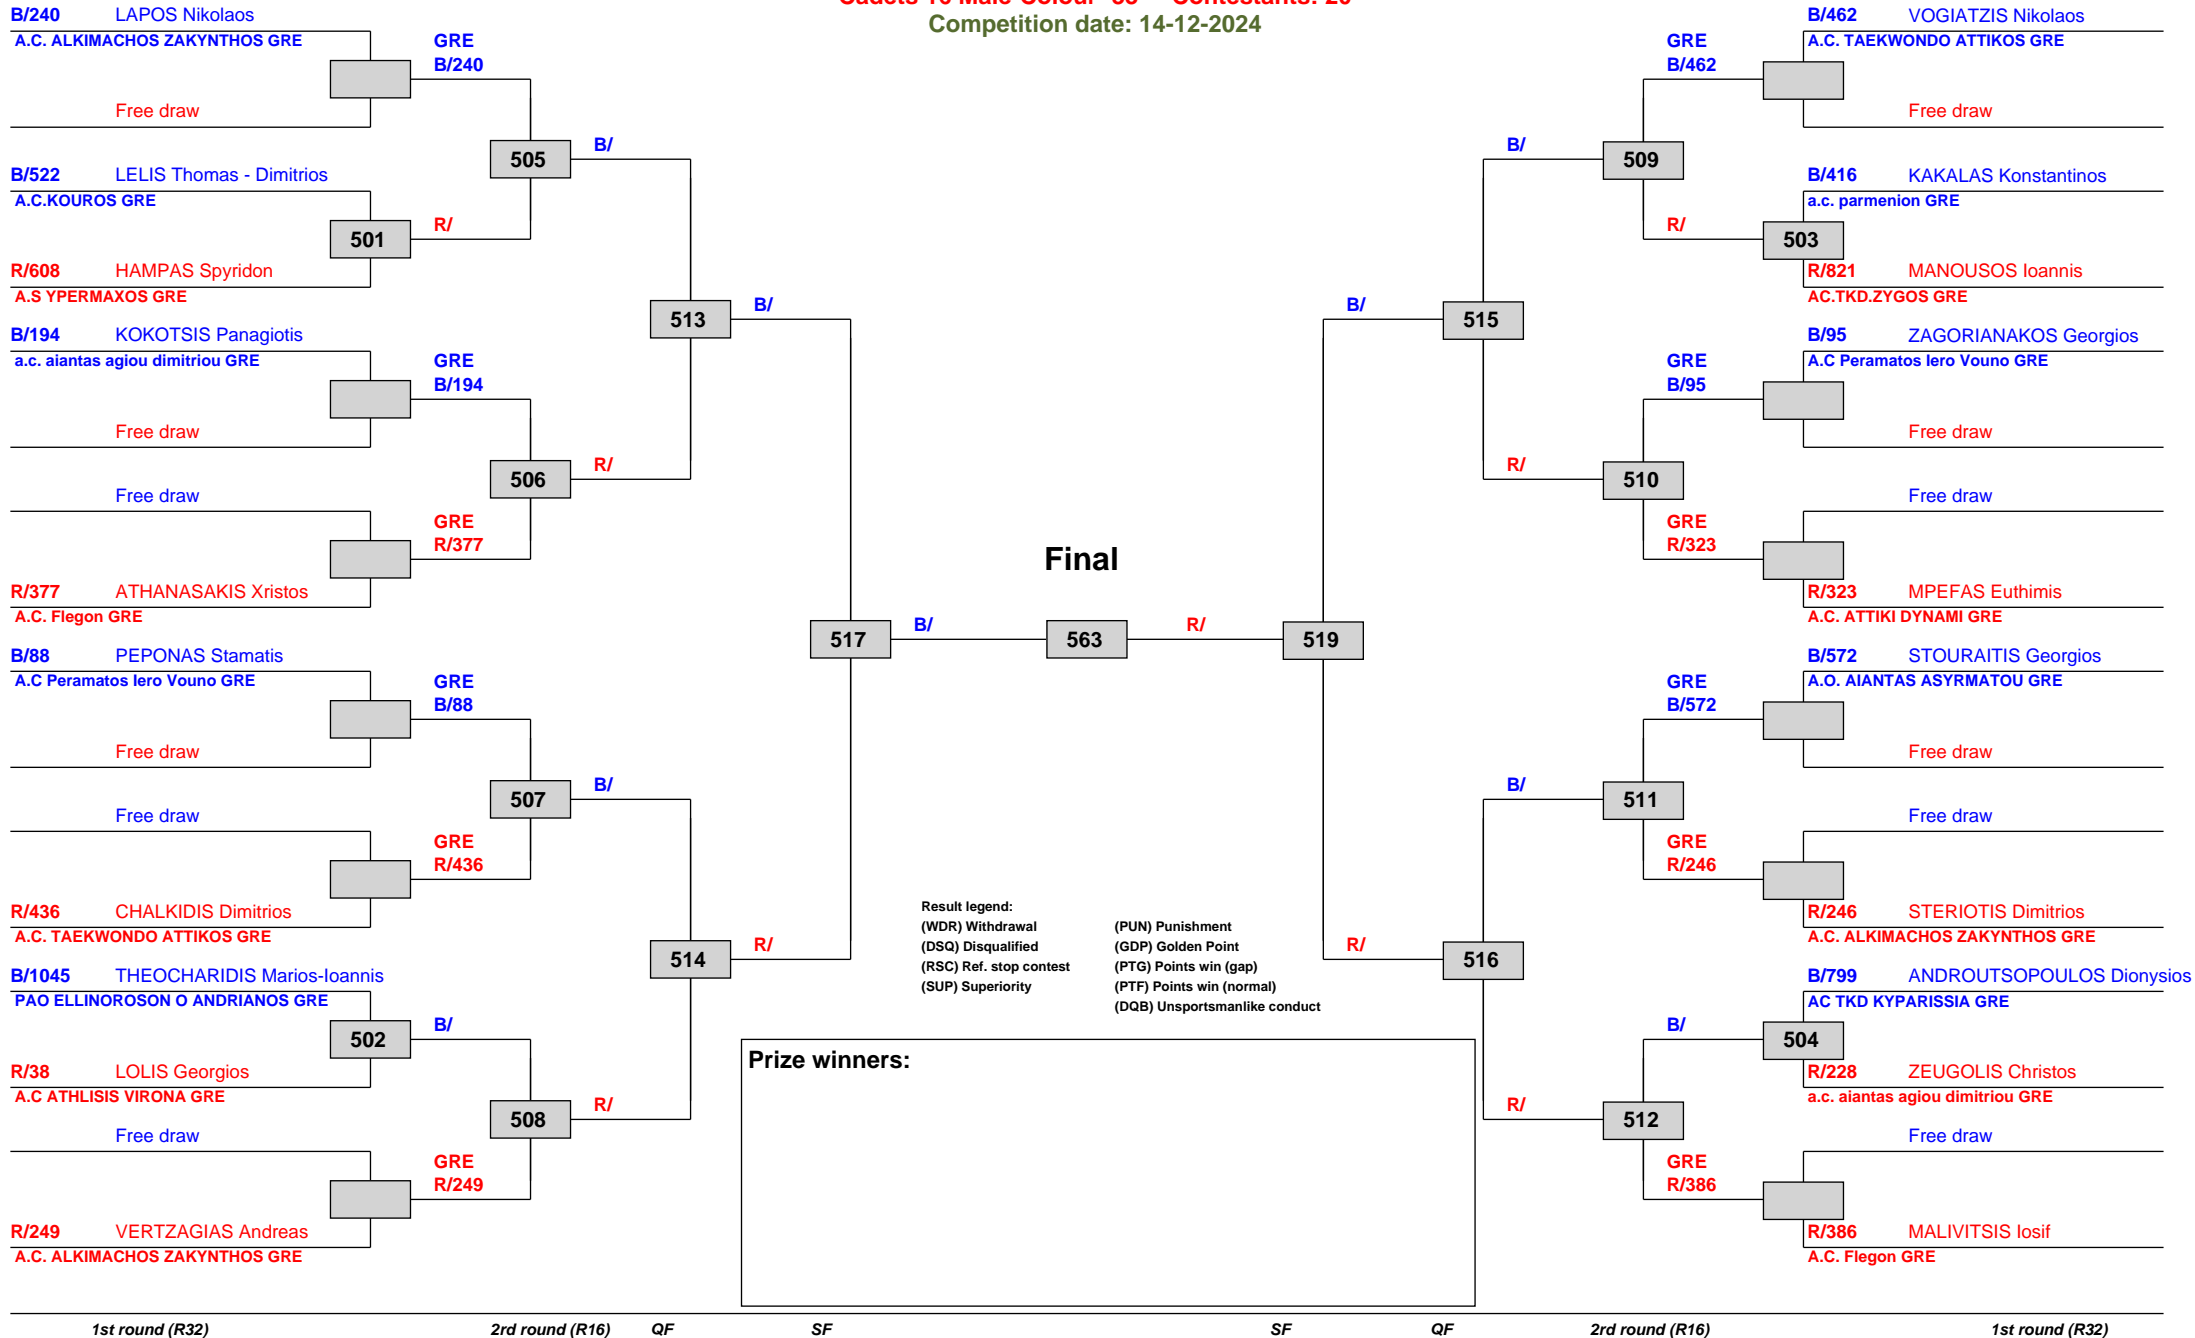 Competition date: 14-12-2024
B/240 LAPOS Nikolaos
A.C. ALKIMACHOS ZAKYNTHOS GRE
Free draw
B/522 LELIS Thomas - Dimitrios
A.C.KOUROS GRE
501
R/608 HAMPAS Spyridon
A.S YPERMAXOS GRE
B/194 KOKOTSIS Panagiotis
a.c. aiantas agiou dimitriou GRE
Free draw
Free draw
R/377 ATHANASAKIS Xristos
A.C. Flegon GRE
B/88 PEPONAS Stamatis
A.C Peramatos Iero Vouno GRE
Free draw
Free draw
R/436 CHALKIDIS Dimitrios
A.C. TAEKWONDO ATTIKOS GRE
B/1045 THEOCHARIDIS Marios-Ioannis
PAO ELLINOROSON O ANDRIANOS GRE
502
R/38 LOLIS Georgios
A.C ATHLISIS VIRONA GRE
Free draw
R/249 VERTZAGIAS Andreas
A.C. ALKIMACHOS ZAKYNTHOS GRE
GRE
B/240
505
R/
GRE
B/194
506
GRE
R/377
GRE
B/88
507
GRE
R/436
B/
508
GRE
R/249
B/
513
R/
B/
514
R/
B/
517
R/
Final
B/
563
R/
B/
519
R/
B/
515
R/
B/
516
R/
GRE
B/462
509
R/
GRE
B/95
510
GRE
R/323
GRE
B/572
511
GRE
R/246
B/
512
GRE
R/386
B/462 VOGIATZIS Nikolaos
A.C. TAEKWONDO ATTIKOS GRE
Free draw
B/416 KAKALAS Konstantinos
a.c. parmenion GRE
503
R/821 MANOUSOS Ioannis
AC.TKD.ZYGOS GRE
B/95 ZAGORIANAKOS Georgios
A.C Peramatos Iero Vouno GRE
Free draw
Free draw
R/323 MPEFAS Euthimis
A.C. ATTIKI DYNAMI GRE
B/572 STOURAITIS Georgios
A.O. AIANTAS ASYRMATOU GRE
Free draw
Free draw
R/246 STERIOTIS Dimitrios
A.C. ALKIMACHOS ZAKYNTHOS GRE
B/799 ANDROUTSOPOULOS Dionysios
AC TKD KYPARISSIA GRE
504
R/228 ZEUGOLIS Christos
a.c. aiantas agiou dimitriou GRE
Free draw
R/386 MALIVITSIS Iosif
A.C. Flegon GRE
Result legend:
(WDR) Withdrawal (PUN) Punishment
(DSQ) Disqualified (GDP) Golden Point
(RSC) Ref. stop contest (PTG) Points win (gap)
(SUP) Superiority (PTF) Points win (normal)
(DQB) Unsportsmanlike conduct
Prize winners:
1st round (R32) 2rd round (R16) QF SF SF QF 2rd round (R16) 1st round (R32)